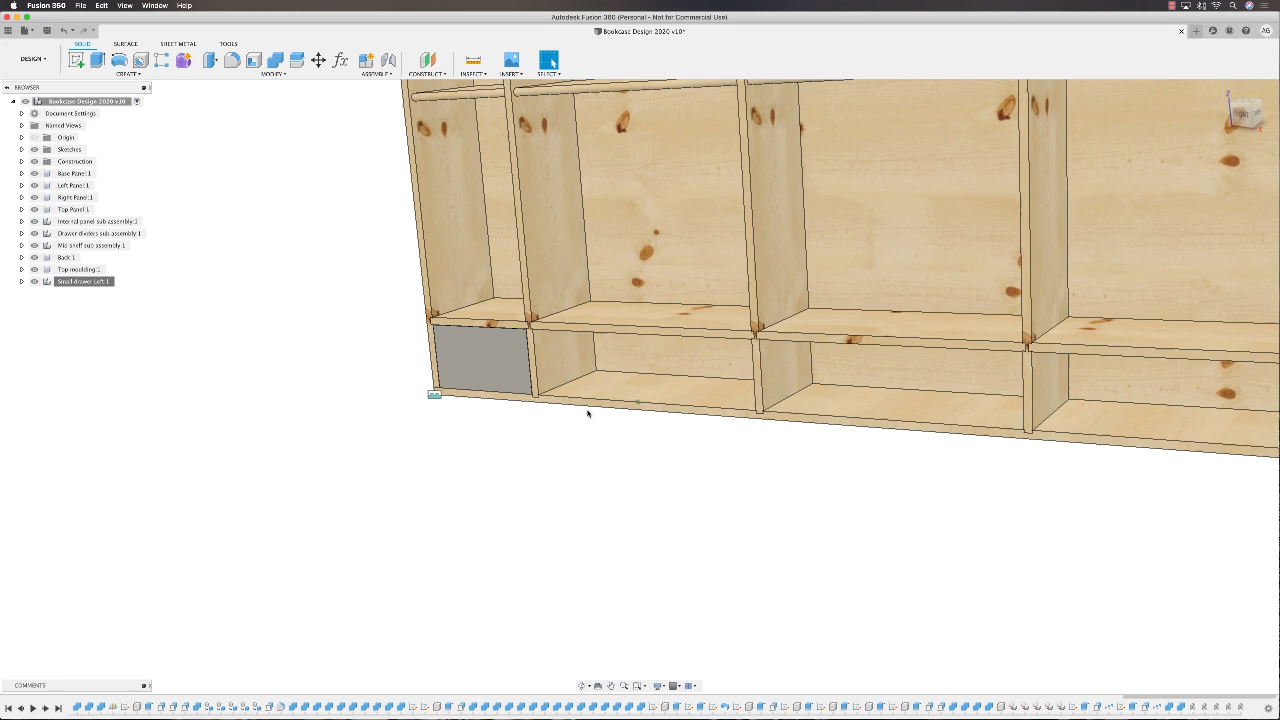 Fusion 360 File Edit View Window Help
Autodesk Fusion 360 (Personal - Not for Commercial Use)
Bookcase Design 2020 v10*
AG
SOLID SURFACE SHEET METAL TOOLS
DESIGN
CREATE MODIFY ASSEMBLE CONSTRUCT INSPECT INSERT SELECT
BROWSER
Bookcase Design 2020 v10
Document Settings
Named Views
Origin
Sketches
Construction
Base Panel:1
Left Panel:1
Right Panel:1
Top Panel:1
Internal panel sub assembly:1
Drawer divders sub assembly:1
Mid shelf sub assembly:1
Back:1
Top moulding:1
Small drawer Left:1
Z
FRONT
X
COMMENTS